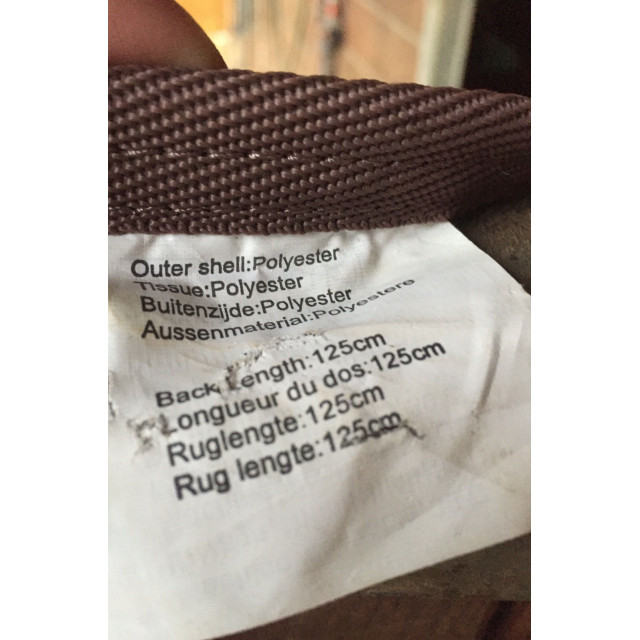 Outer shell:Polyester
Tissue:Polyester
Buitenzijde:Polyester
Aussenmaterial:Polyestere
Back Length:125cm
Longueur du dos:125cm
Ruglengte:125cm
Rug lengte:125cm